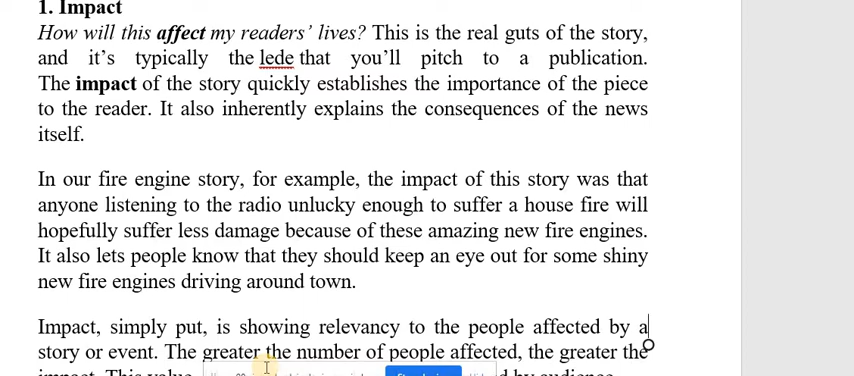 1. Impact
How will this affect my readers' lives? This is the real guts of the story,
and it's typically the lede that you'll pitch to a publication.
The impact of the story quickly establishes the importance of the piece
to the reader. It also inherently explains the consequences of the news
itself.
In our fire engine story, for example, the impact of this story was that
anyone listening to the radio unlucky enough to suffer a house fire will
hopefully suffer less damage because of these amazing new fire engines.
It also lets people know that they should keep an eye out for some shiny
new fire engines driving around town.
Impact, simply put, is showing relevancy to the people affected by a
story or event. The greater the number of people affected, the greater the
impact. This value